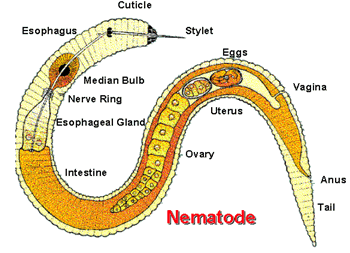 Cuticle
Esophagus
Stylet
Eggs
Median Bulb
Vagina
Nerve Ring
Esophageal Gland
Uterus
Ovary
Intestine
Anus
Nematode
Tail